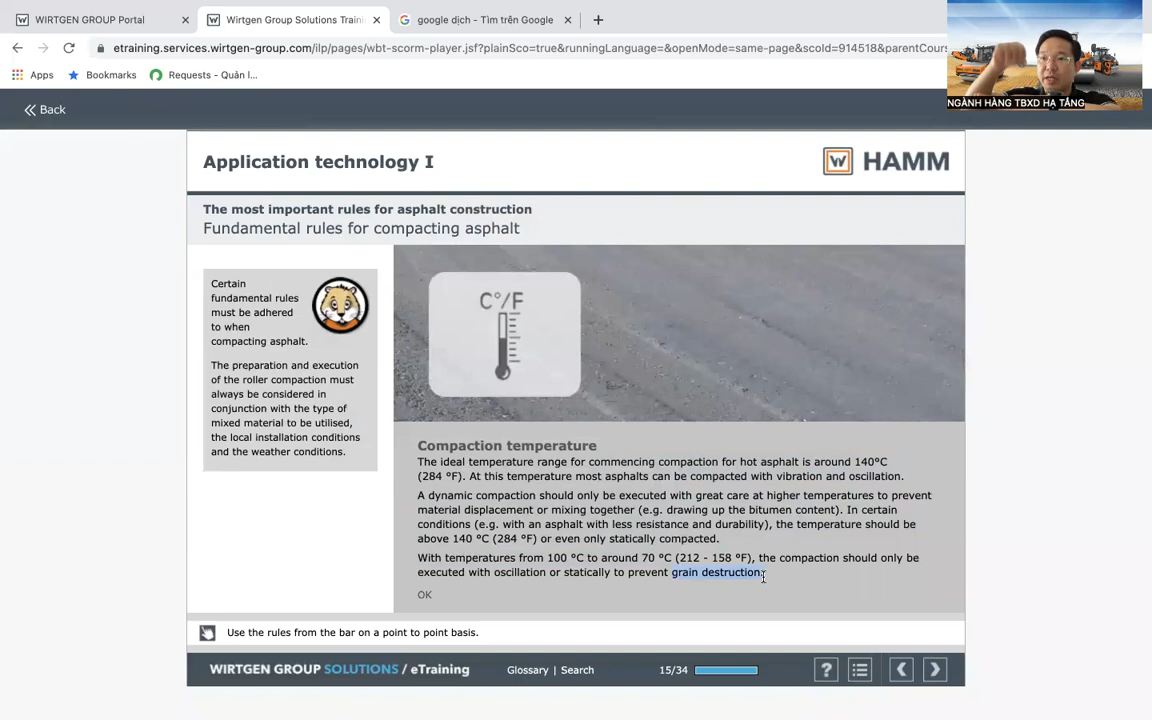 WIRTGEN GROUP Portal
Wirtgen Group Solutions Traini
google dịch - Tìm trên Google
etraining.services.wirtgen-group.com/ilp/pages/wbt-scorm-player.jsf?plainSco=true&runningLanguage=&openMode=same-page&scoId=914518&parentCours
Apps
Bookmarks
Requests - Quản l...
NGÀNH HÀNG TBXD HẠ TẦNG
Back
Application technology I
W HAMM
The most important rules for asphalt construction
Fundamental rules for compacting asphalt
Certain
fundamental rules
must be adhered
to when
compacting asphalt.
The preparation and execution
of the roller compaction must
always be considered in
conjunction with the type of
mixed material to be utilised,
the local installation conditions
and the weather conditions.
C°/F
Compaction temperature
The ideal temperature range for commencing compaction for hot asphalt is around 140°C
(284 °F). At this temperature most asphalts can be compacted with vibration and oscillation.
A dynamic compaction should only be executed with great care at higher temperatures to prevent
material displacement or mixing together (e.g. drawing up the bitumen content). In certain
conditions (e.g. with an asphalt with less resistance and durability), the temperature should be
above 140 °C (284 °F) or even only statically compacted.
With temperatures from 100 °C to around 70 °C (212 - 158 °F), the compaction should only be
executed with oscillation or statically to prevent grain destruction.
OK
Use the rules from the bar on a point to point basis.
WIRTGEN GROUP SOLUTIONS / eTraining
Glossary | Search
15/34
?